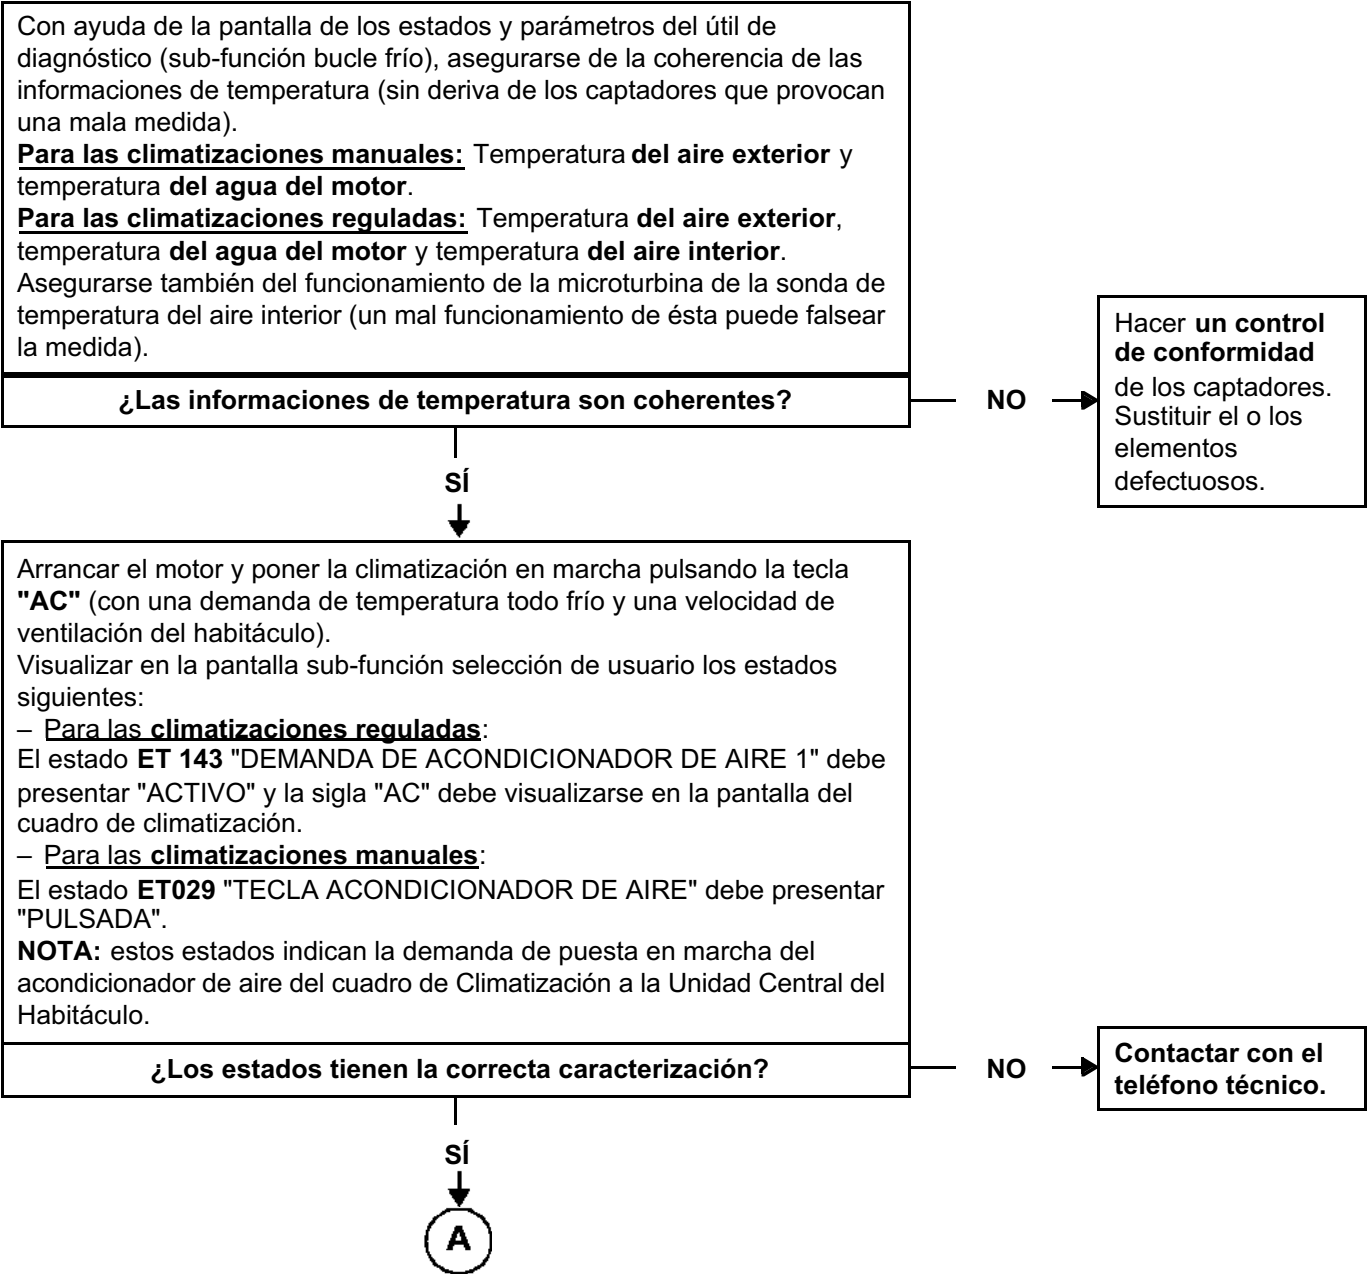 Con ayuda de la pantalla de los estados y parámetros del útil de
diagnóstico (sub-función bucle frío), asegurarse de la coherencia de las
informaciones de temperatura (sin deriva de los captadores que provocan
una mala medida).
Para las climatizaciones manuales: Temperatura del aire exterior y
temperatura del agua del motor.
Para las climatizaciones reguladas: Temperatura del aire exterior,
temperatura del agua del motor y temperatura del aire interior.
Asegurarse también del funcionamiento de la microturbina de la sonda de
temperatura del aire interior (un mal funcionamiento de ésta puede falsear
la medida).
¿Las informaciones de temperatura son coherentes?
NO
Hacer un control
de conformidad
de los captadores.
Sustituir el o los
elementos
defectuosos.
SÍ
Arrancar el motor y poner la climatización en marcha pulsando la tecla
"AC" (con una demanda de temperatura todo frío y una velocidad de
ventilación del habitáculo).
Visualizar en la pantalla sub-función selección de usuario los estados
siguientes:
– Para las climatizaciones reguladas:
El estado ET 143 "DEMANDA DE ACONDICIONADOR DE AIRE 1" debe
presentar "ACTIVO" y la sigla "AC" debe visualizarse en la pantalla del
cuadro de climatización.
– Para las climatizaciones manuales:
El estado ET029 "TECLA ACONDICIONADOR DE AIRE" debe presentar
"PULSADA".
NOTA: estos estados indican la demanda de puesta en marcha del
acondicionador de aire del cuadro de Climatización a la Unidad Central del
Habitáculo.
¿Los estados tienen la correcta caracterización?
NO
Contactar con el
teléfono técnico.
SÍ
A